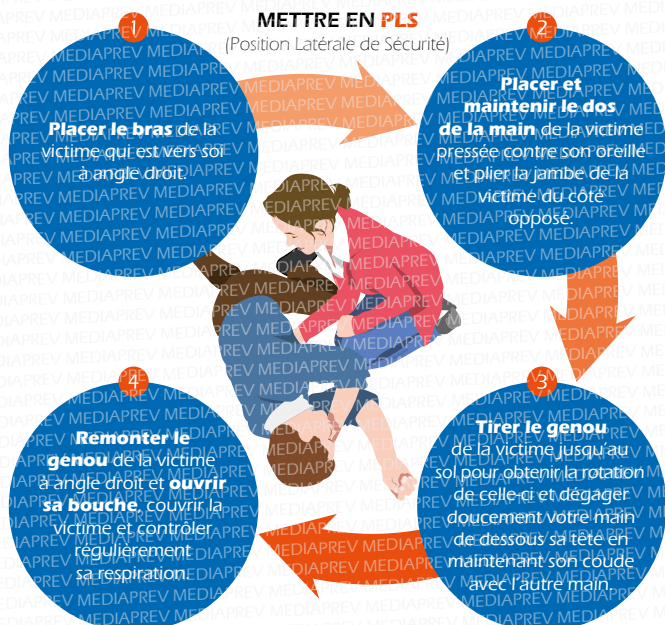 METTRE EN PLS
(Position Latérale de Sécurité)
1
Placer le bras de la
victime qui est vers soi
à angle droit.
2
Placer et
maintenir le dos
de la main de la victime
pressée contre son oreille
et plier la jambe de la
victime du côté
opposé.
3
Tirer le genou
de la victime jusqu'au
sol pour obtenir la rotation
de celle-ci et dégager
doucement votre main
de dessous sa tête en
maintenant son coude
avec l'autre main.
4
Remonter le
genou de la victime
à angle droit et ouvrir
sa bouche, couvrir la
victime et contrôler
régulièrement
sa respiration.
MEDIAPREV